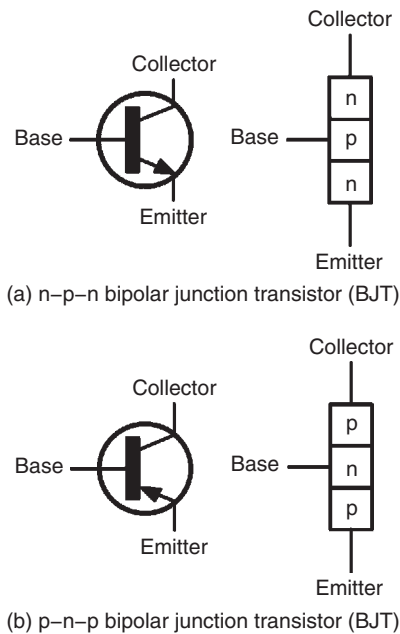 Collector
Collector
n
Base
Base
p
n
Emitter
Emitter
(a) n–p–n bipolar junction transistor (BJT)
Collector
Collector
p
Base
Base
n
p
Emitter
Emitter
(b) p–n–p bipolar junction transistor (BJT)